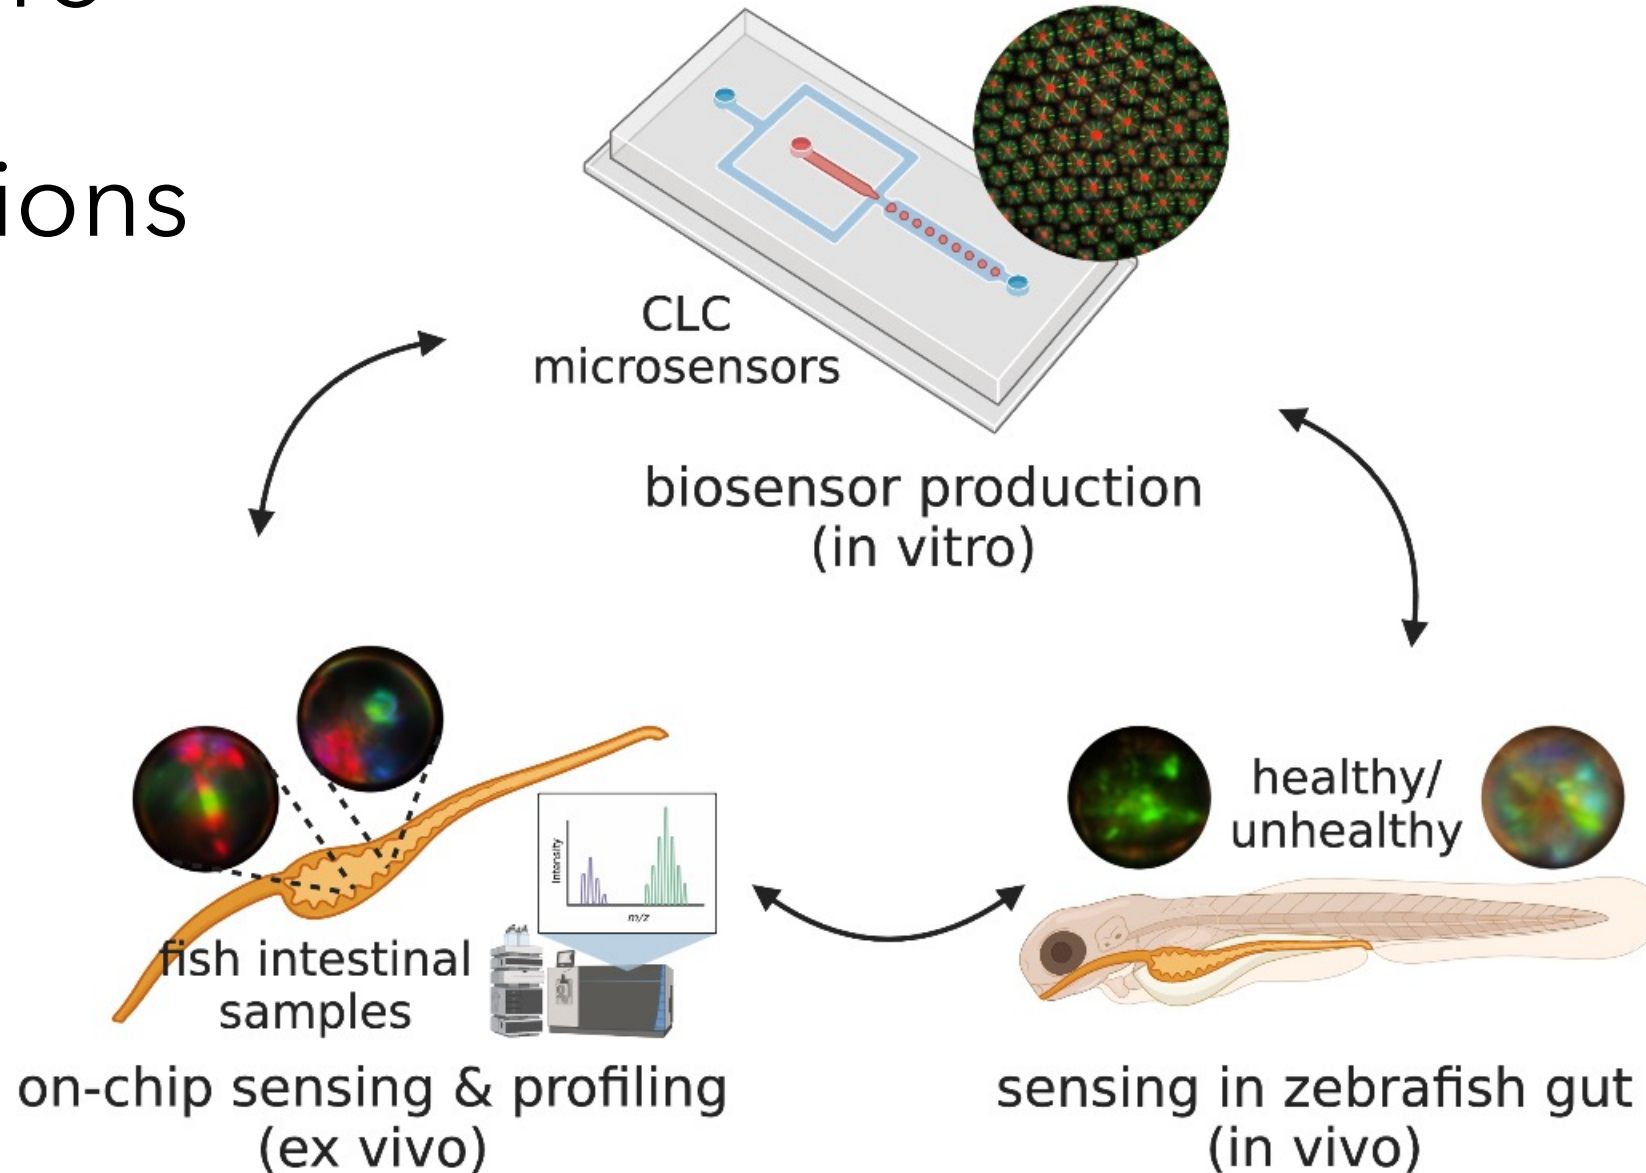 ions
CLC
microsensors
biosensor production
(in vitro)
healthy/
unhealthy
Intensity
m/z
fish intestinal
samples
on-chip sensing & profiling
(ex vivo)
sensing in zebrafish gut
(in vivo)